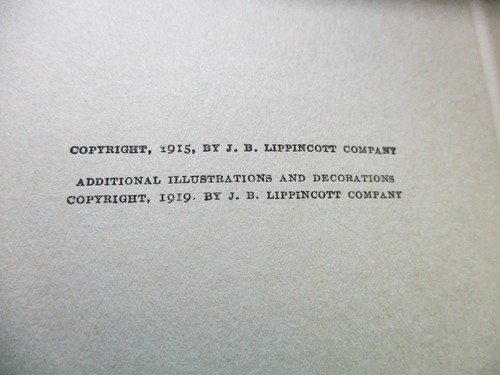 COPYRIGHT, 1915, BY J. B. LIPPINCOTT COMPANY
ADDITIONAL ILLUSTRATIONS AND DECORATIONS
COPYRIGHT, 1919. BY J. B. LIPPINCOTT COMPANY